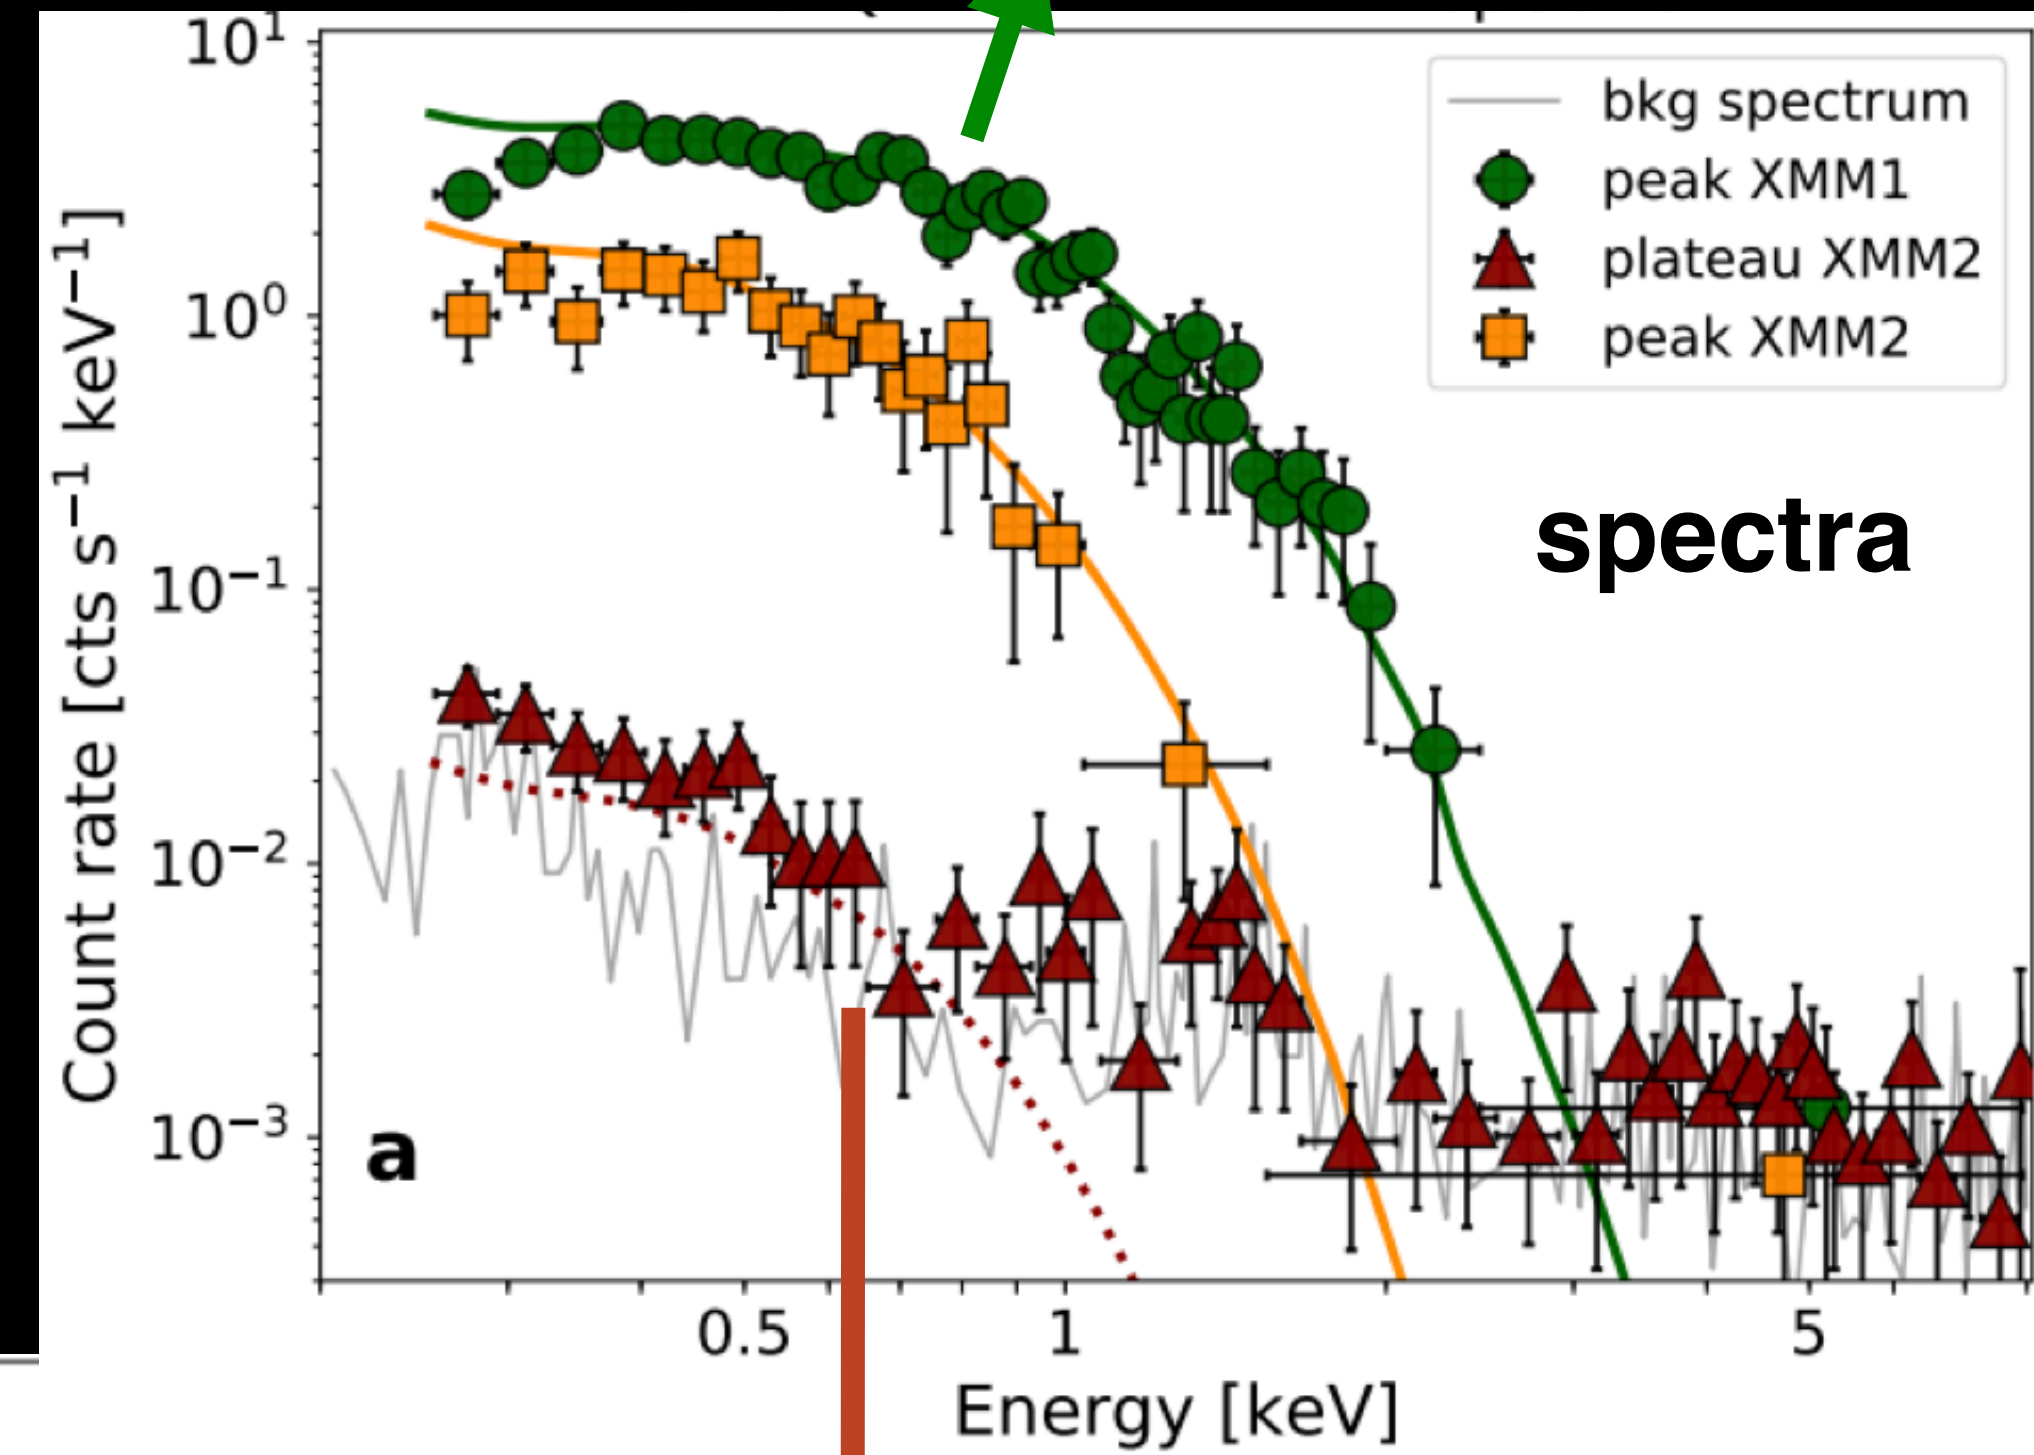 10¹
bkg spectrum
peak XMM1
plateau XMM2
peak XMM2
10⁰
spectra
10⁻¹
10⁻²
10⁻³
Count rate [cts s⁻¹ keV⁻¹]
a
0.5
1
5
Energy [keV]